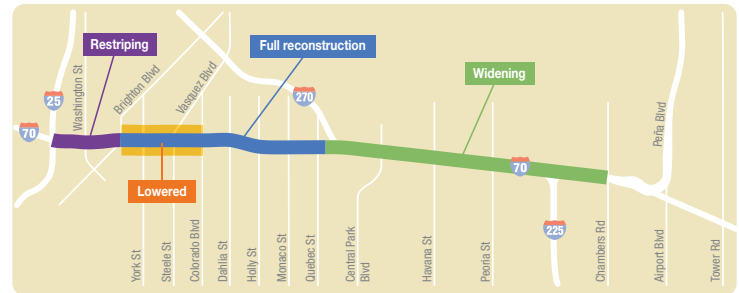 Restriping
Full reconstruction
Widening
Lowered
25
70
270
70
225
Washington St
Brighton Blvd
Vasquez Blvd
Peña Blvd
York St
Steele St
Colorado Blvd
Dahlia St
Holly St
Monaco St
Quebec St
Central Park
Blvd
Havana St
Peoria St
Chambers Rd
Airport Blvd
Tower Rd